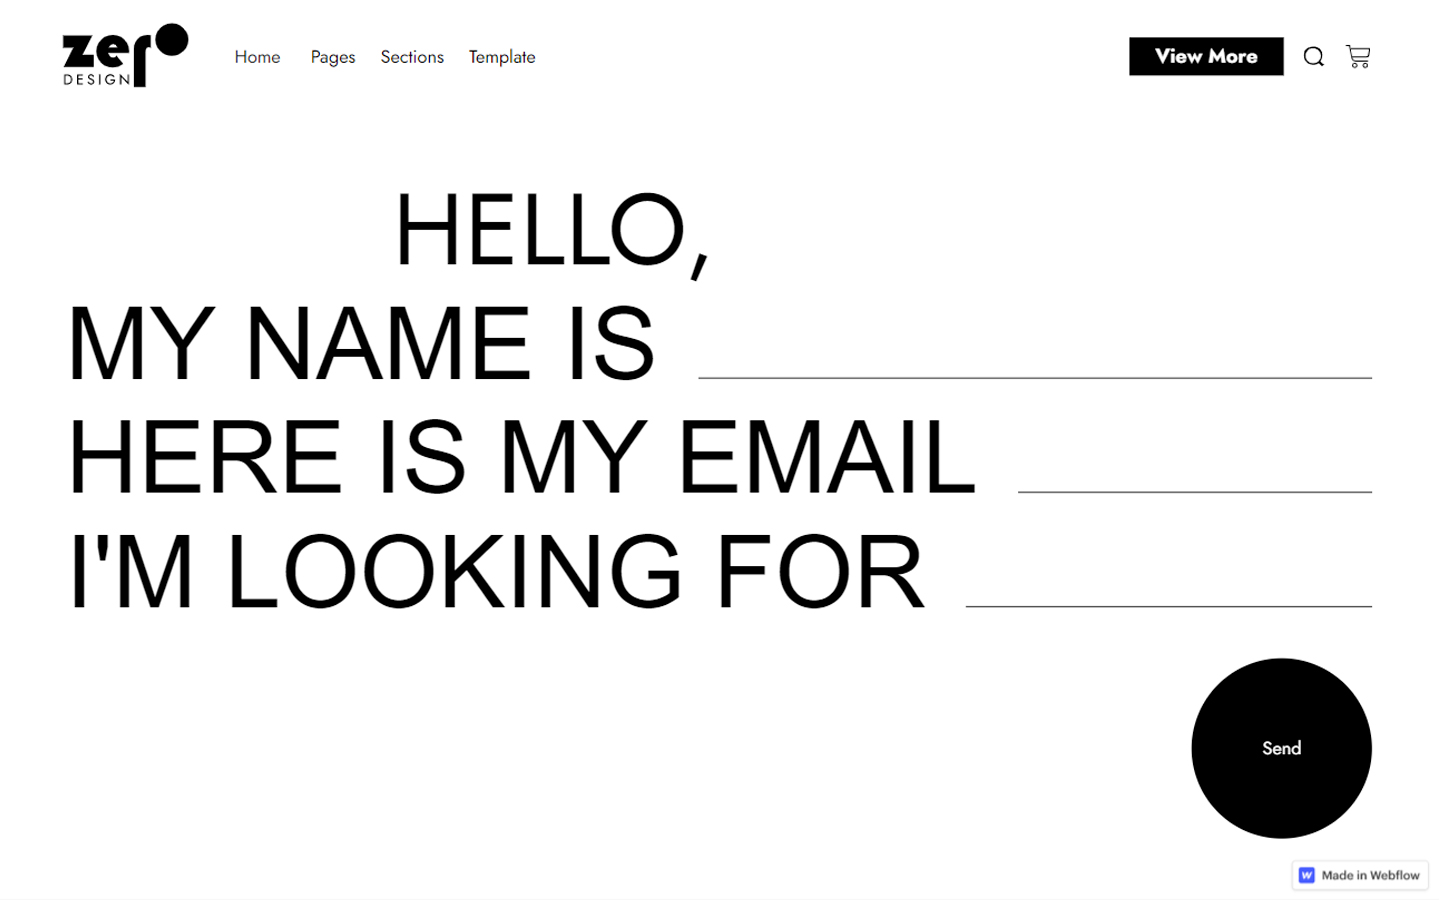 zero
DESIGN
Home Pages Sections Template
View More
HELLO,
MY NAME IS
HERE IS MY EMAIL
I'M LOOKING FOR
Send
Made in Webflow